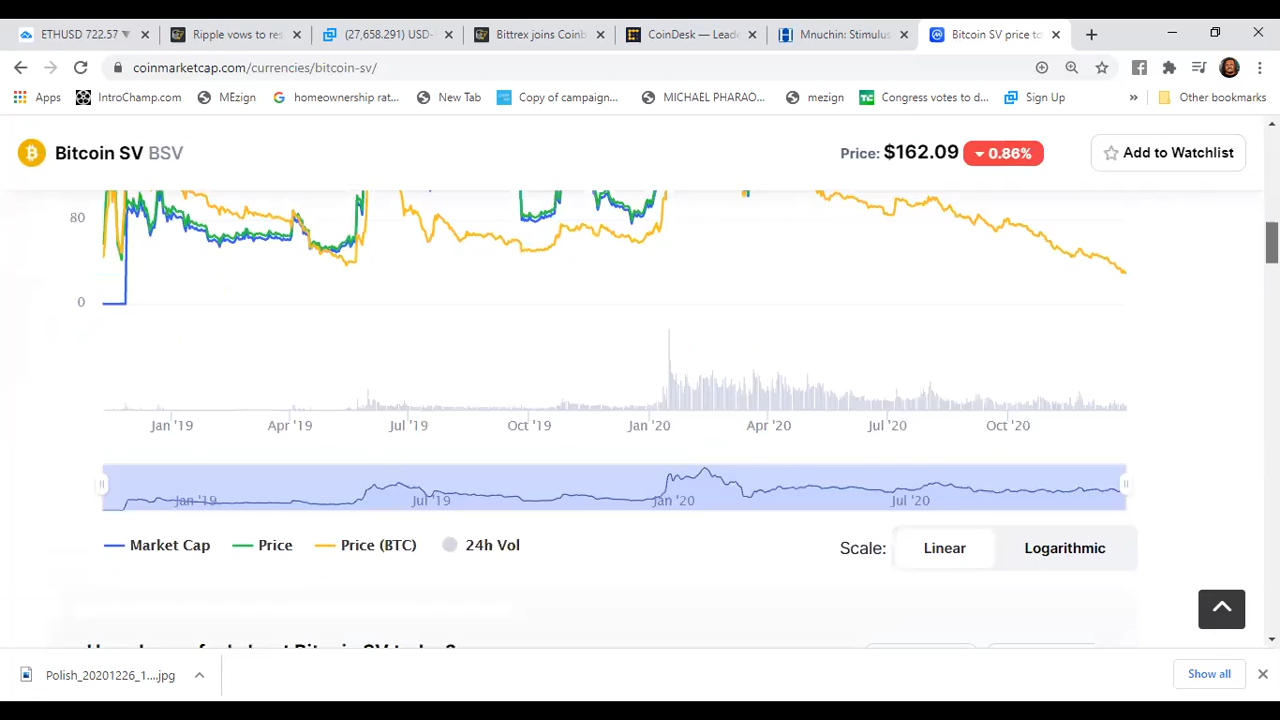 ETHUSD 722.57
Ripple vows to res
(27,658.291) USD-
Bittrex joins Coinb
CoinDesk — Leade
Mnuchin: Stimulus
Bitcoin SV price to
coinmarketcap.com/currencies/bitcoin-sv/
Apps
IntroChamp.com
MEzign
homeownership rat...
New Tab
Copy of campaign...
MICHAEL PHARAO...
mezign
Congress votes to d...
Sign Up
»
Other bookmarks
Bitcoin SV BSV
Price: $162.09
0.86%
Add to Watchlist
80
0
Jan '19
Apr '19
Jul '19
Oct '19
Jan '20
Apr '20
Jul '20
Oct '20
Jan '19
Jul '19
Jan '20
Jul '20
Market Cap
Price
Price (BTC)
24h Vol
Scale:
Linear
Logarithmic
Polish_20201226_1....jpg
Show all